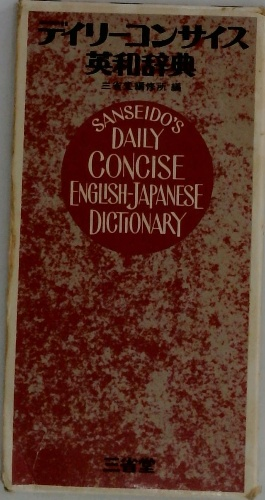 デイリーコンサイス
英和辞典
三省堂編修所 編
SANSEIDO'S
DAILY
CONCISE
ENGLISH-JAPANESE
DICTIONARY
三省堂